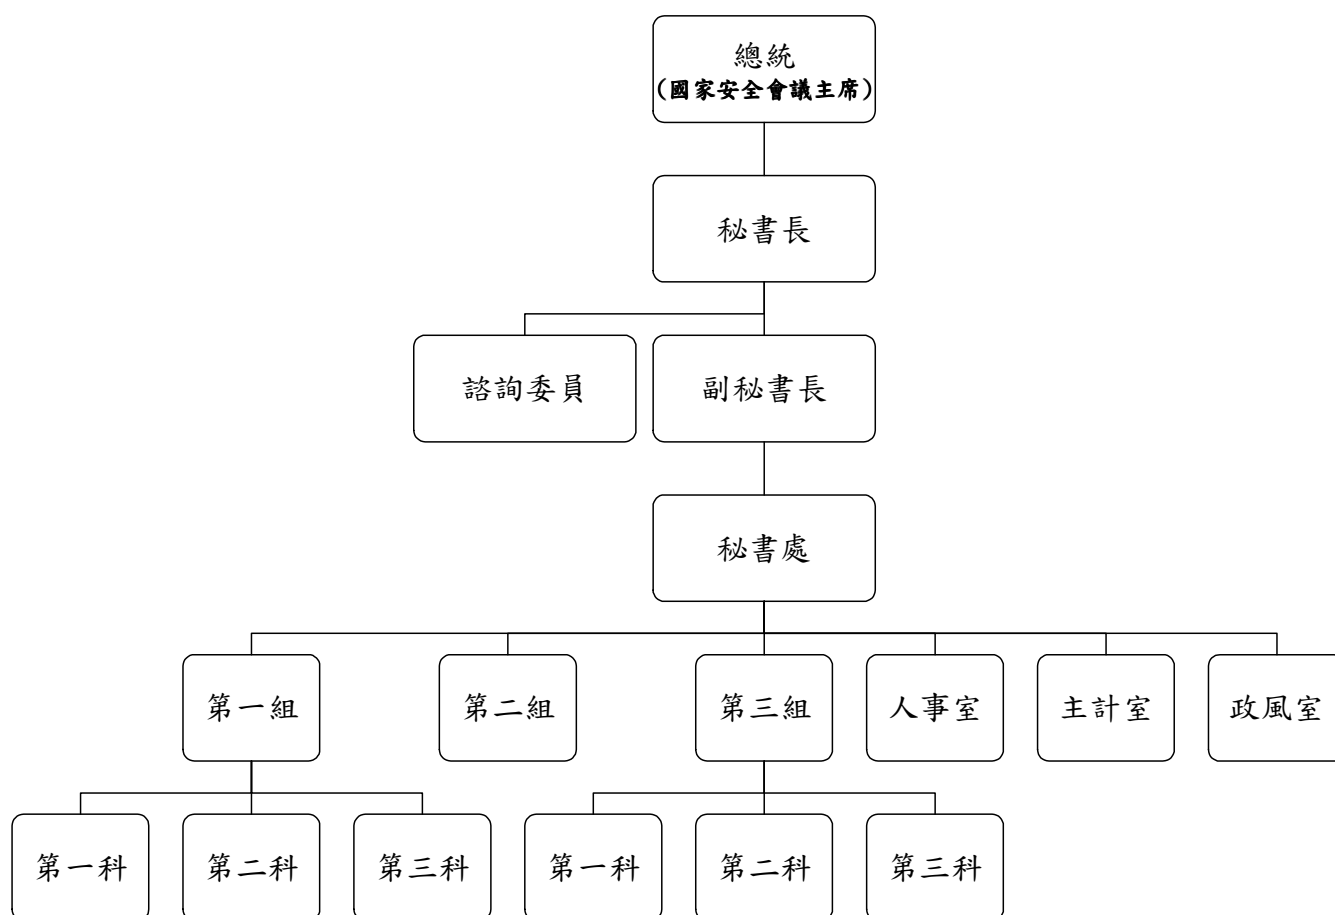 總統
(國家安全會議主席)
秘書長
諮詢委員
副秘書長
秘書處
第一組
第二組
第三組
人事室
主計室
政風室
第一科
第二科
第三科
第一科
第二科
第三科